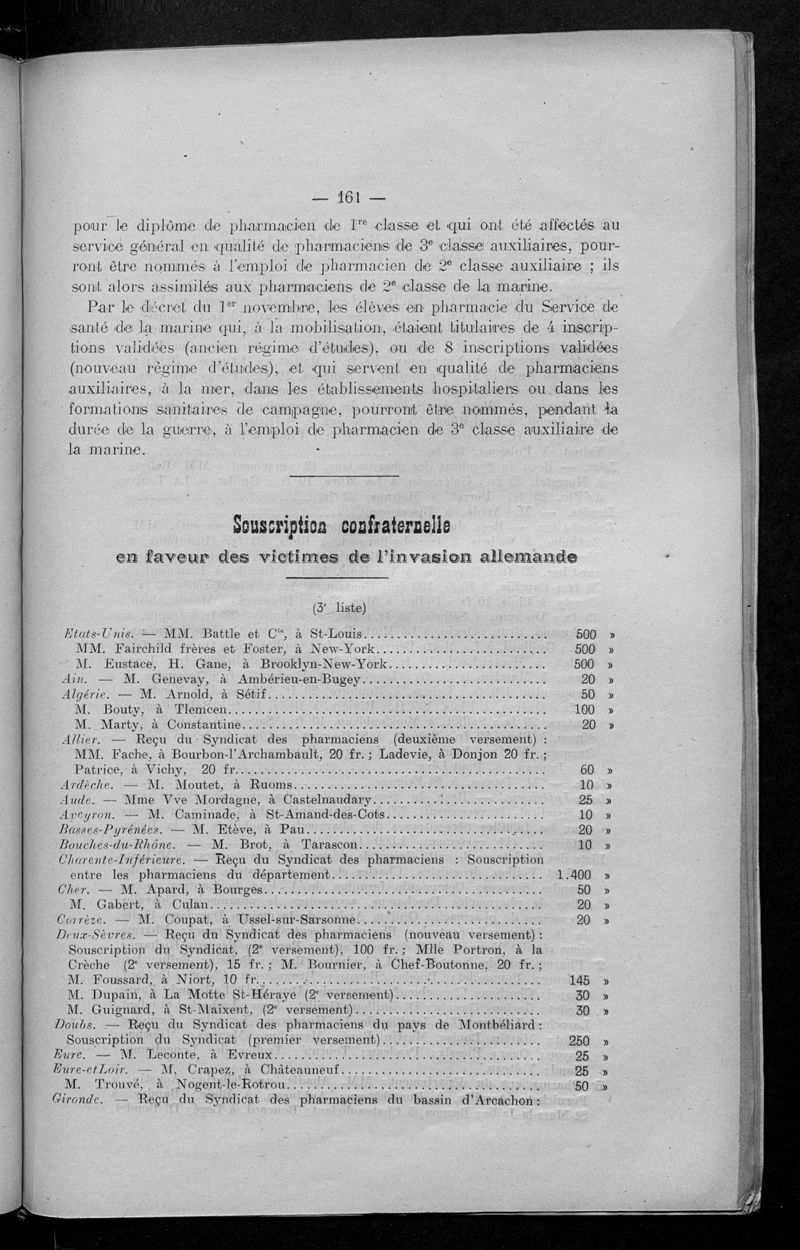 — 161 —
pour le diplôme de pharmacien de 1re classe et qui ont été affectés au
service général en qualité de pharmaciens de 3e classe auxiliaires, pour-
ront être nommés à l'emploi de pharmacien de 2e classe auxiliaire ; ils
sont alors assimilés aux pharmaciens de 2e classe de la marine.
Par le décret du 1er novembre, les élèves en pharmacie du Service de
santé de la marine qui, à la mobilisation, étaient titulaires de 4 inscrip-
tions validées (ancien régime d'études), ou de 8 inscriptions validées
(nouveau régime d'études), et qui servent en qualité de pharmaciens
auxiliaires, à la mer, dans les établissements hospitaliers ou dans les
formations sanitaires de campagne, pourront être nommés, pendant la
durée de la guerre, à l'emploi de pharmacien de 3e classe auxiliaire de
la marine.
Souscription confraternelle
en faveur des victimes de l'invasion allemande
(3e liste)
Etats-Unis. — MM. Battle et Cie, à St-Louis.......... 500 »
MM. Fairchild frères et Foster, à New-York.......... 500 »
M. Eustace, H. Gane, à Brooklyn-New-York.......... 500 »
Ain. — M. Genevay, à Ambérieu-en-Bugey.......... 20 »
Algérie. — M. Arnold, à Sétif.......... 50 »
M. Bouty, à Tlemcen.......... 100 »
M. Marty, à Constantine.......... 20 »
Allier. — Reçu du Syndicat des pharmaciens (deuxième versement) :
MM. Fache, à Bourbon-l'Archambault, 20 fr. ; Ladevie, à Donjon 20 fr. ;
Patrice, à Vichy, 20 fr.......... 60 »
Ardèche. — M. Moutet, à Ruoms.......... 10 »
Aude. — Mme Vve Mordagne, à Castelnaudary.......... 25 »
Aveyron. — M. Caminade, à St-Amand-des-Cots.......... 10 »
Basses-Pyrénées. — M. Etève, à Pau.......... 20 »
Bouches-du-Rhône. — M. Brot, à Tarascon.......... 10 »
Charente-Inférieure. — Reçu du Syndicat des pharmaciens : Souscription
entre les pharmaciens du département.......... 1.400 »
Cher. — M. Apard, à Bourges.......... 50 »
M. Gabert, à Culan.......... 20 »
Corrèze. — M. Coupat, à Ussel-sur-Sarsonne.......... 20 »
Deux-Sèvres. — Reçu du Syndicat des pharmaciens (nouveau versement) :
Souscription du Syndicat, (2e versement), 100 fr. ; Mlle Portron, à la
Crèche (2e versement), 15 fr. ; M. Bournier, à Chef-Boutonne, 20 fr. ;
M. Foussard, à Niort, 10 fr.......... 145 »
M. Dupain, à La Motte St-Héraye (2e versement).......... 30 »
M. Guignard, à St-Maixent, (2e versement).......... 30 »
Doubs. — Reçu du Syndicat des pharmaciens du pays de Montbéliard :
Souscription du Syndicat (premier versement).......... 250 »
Eure. — M. Leconte, à Evreux.......... 25 »
Eure-et-Loir. — M, Crapez, à Châteauneuf.......... 25 »
M. Trouvé, à Nogent-le-Rotrou.......... 50 »
Gironde. — Reçu du Syndicat des pharmaciens du bassin d'Arcachon :